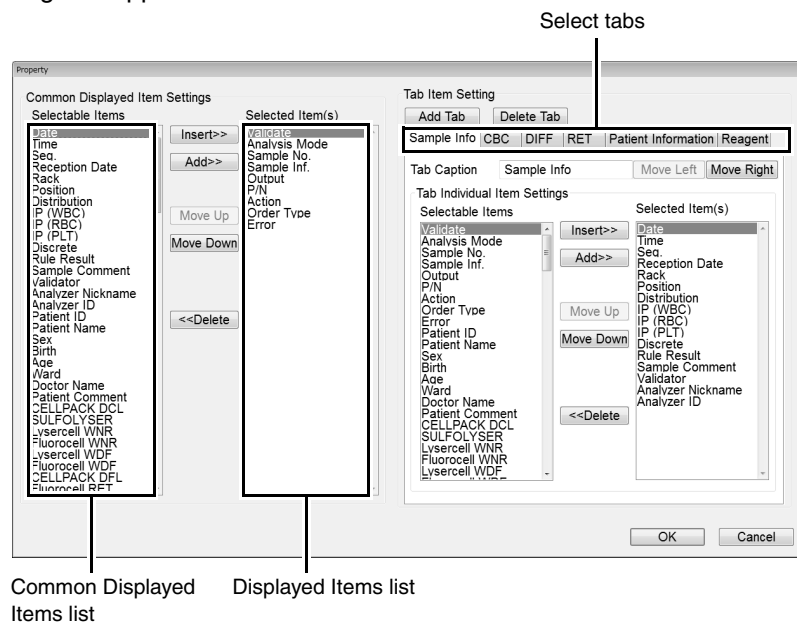 Select tabs
Property
Common Displayed Item Settings
Selectable Items
Date
Time
Seq.
Reception Date
Rack
Position
Distribution
IP (WBC)
IP (RBC)
IP (PLT)
Discrete
Rule Result
Sample Comment
Validator
Analyzer Nickname
Analyzer ID
Patient ID
Patient Name
Sex
Birth
Age
Ward
Doctor Name
Patient Comment
CELLPACK DCL
SULFOLYSER
Lysercell WNR
Fluorocell WNR
Lysercell WDF
Fluorocell WDF
CELLPACK DFL
Fluorocell RET
Insert>>
Add>>
Move Up
Move Down
<<Delete
Selected Item(s)
Validate
Analysis Mode
Sample No.
Sample Inf.
Output
P/N
Action
Order Type
Error
Tab Item Setting
Add Tab Delete Tab
Sample Info CBC DIFF RET Patient Information Reagent
Tab Caption Sample Info Move Left Move Right
Tab Individual Item Settings
Selectable Items
Validate
Analysis Mode
Sample No.
Sample Inf.
Output
P/N
Action
Order Type
Error
Patient ID
Patient Name
Sex
Birth
Age
Ward
Doctor Name
Patient Comment
CELLPACK DCL
SULFOLYSER
Lysercell WNR
Fluorocell WNR
Lysercell WDF
Insert>>
Add>>
Move Up
Move Down
<<Delete
Selected Item(s)
Date
Time
Seq.
Reception Date
Rack
Position
Distribution
IP (WBC)
IP (RBC)
IP (PLT)
Discrete
Rule Result
Sample Comment
Validator
Analyzer Nickname
Analyzer ID
OK Cancel
Common Displayed
Items list
Displayed Items list